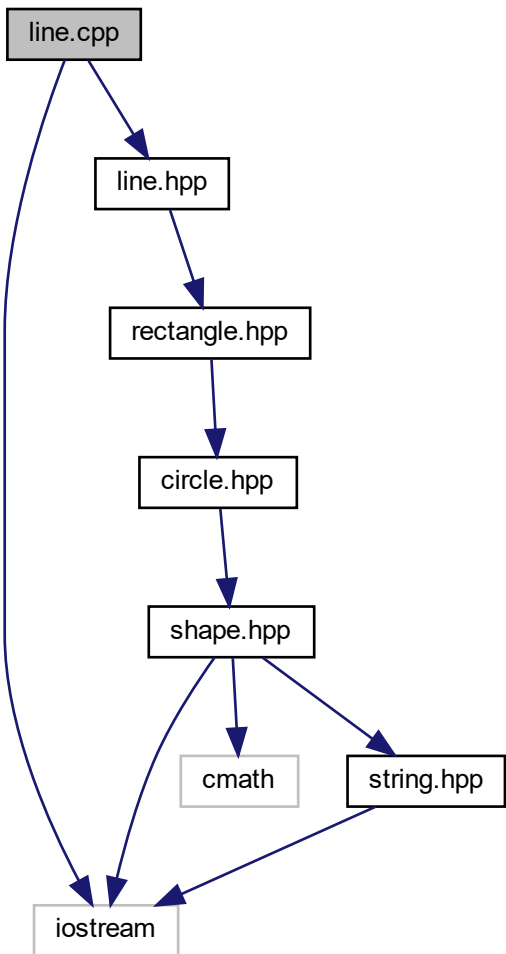 line.cpp
line.hpp
rectangle.hpp
circle.hpp
shape.hpp
cmath
string.hpp
iostream